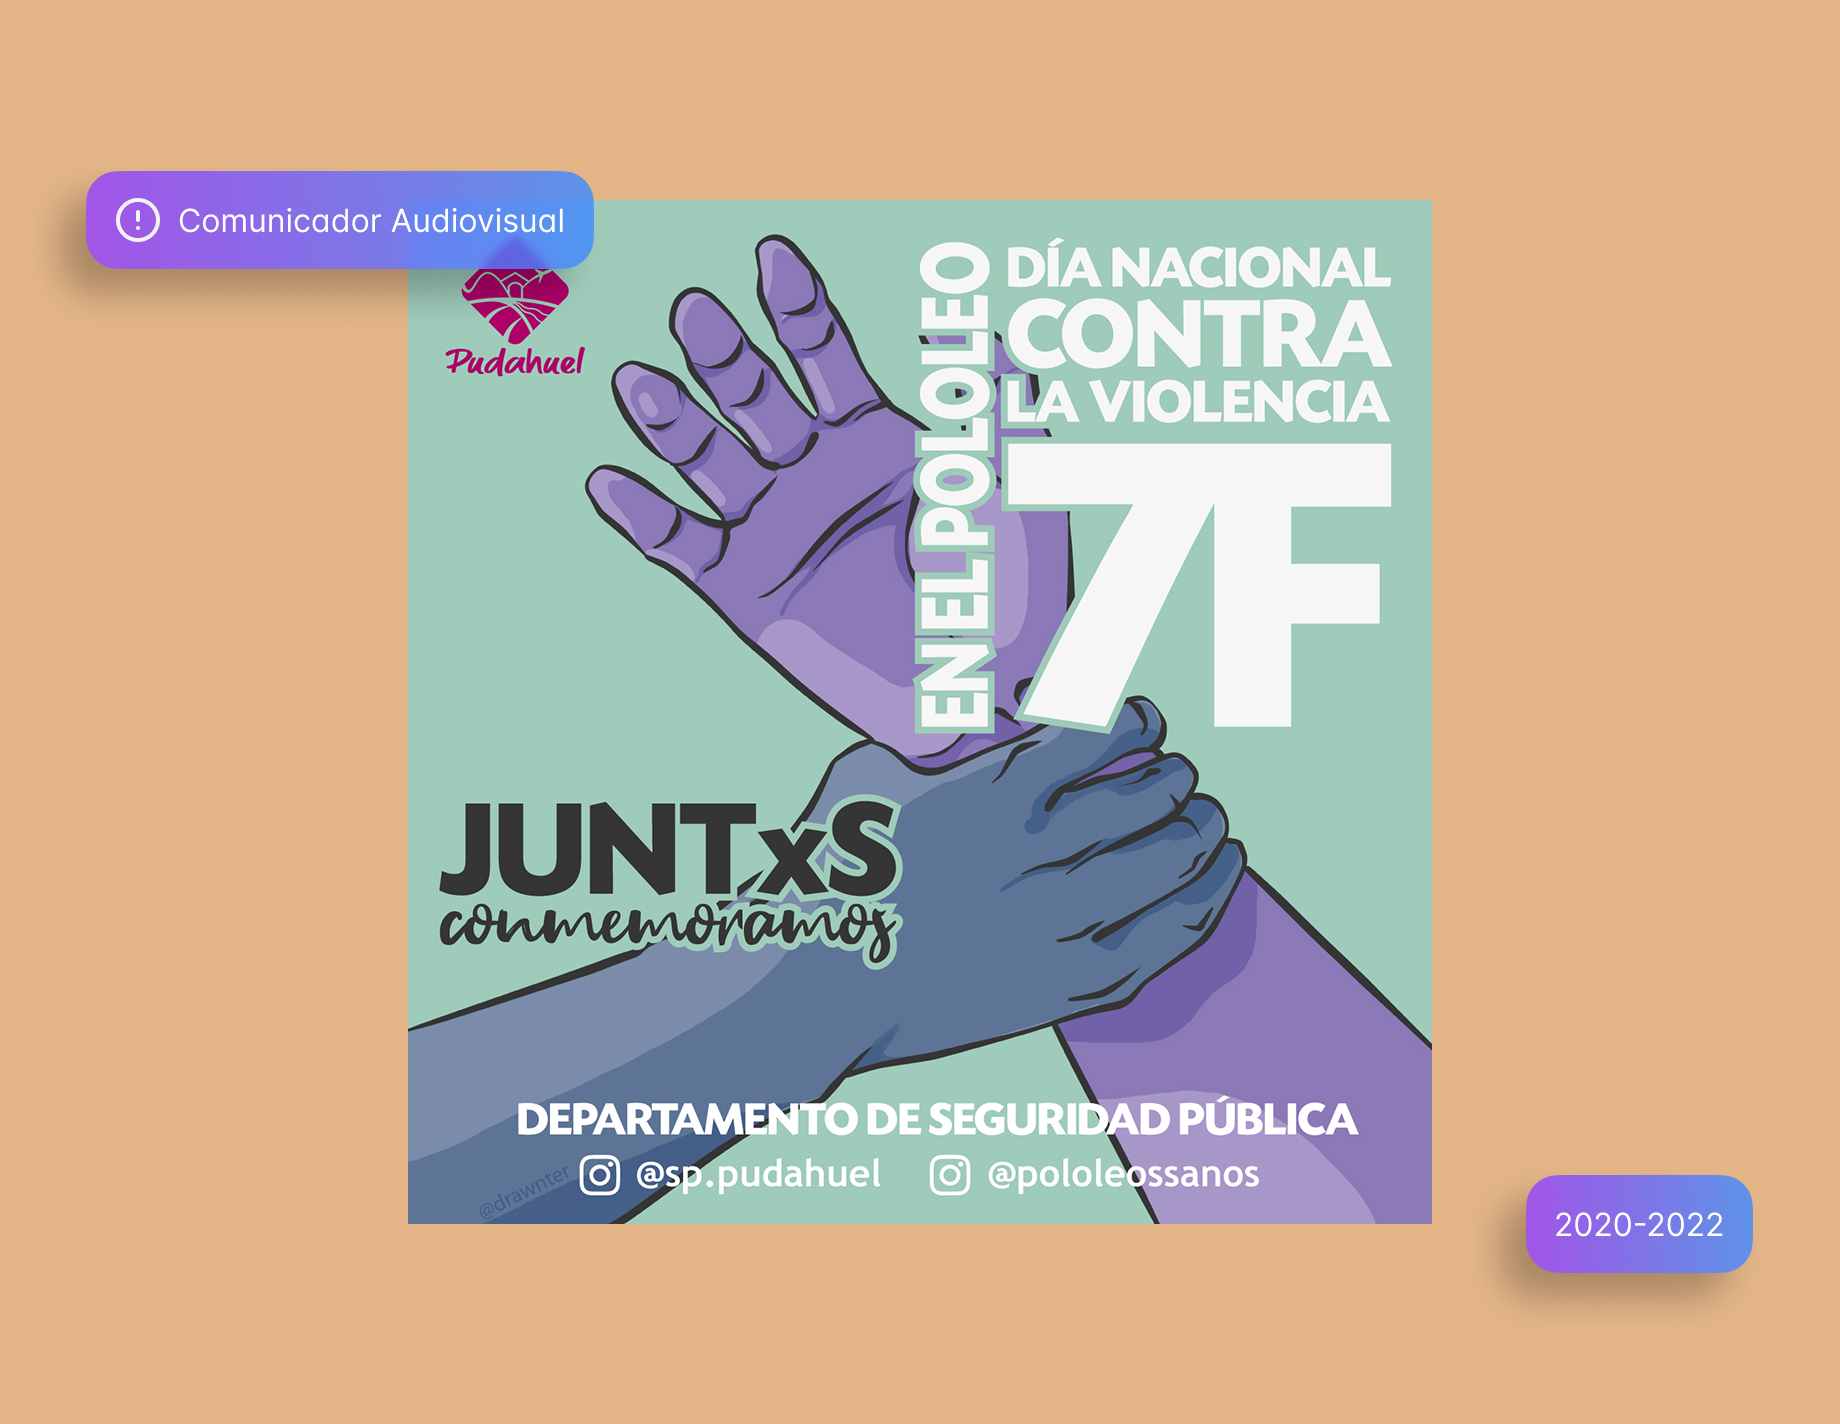 Comunicador Audiovisual
Pudahuel
DÍA NACIONAL
CONTRA
LA VIOLENCIA
EN EL POLOLEO
7F
JUNTxS
conmemoramos
DEPARTAMENTO DE SEGURIDAD PÚBLICA
@sp.pudahuel @pololeossanos
@drawnter
2020-2022